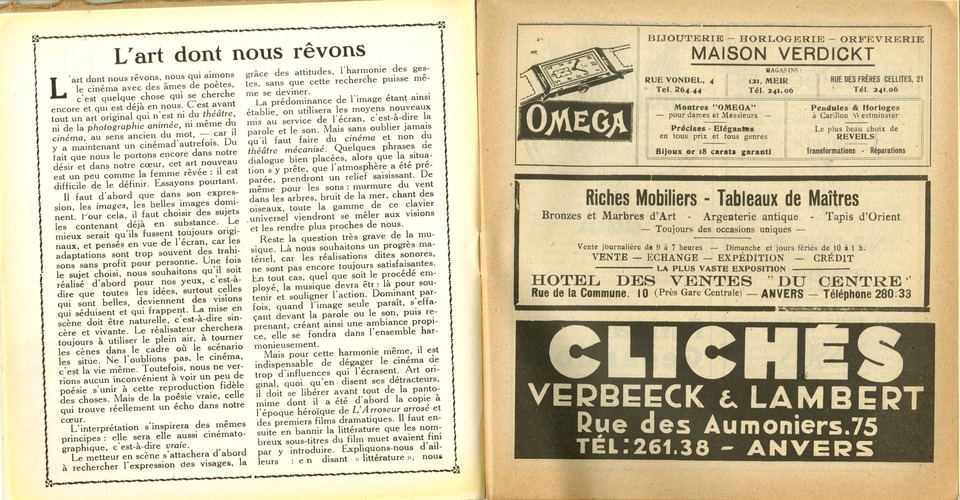 L'art dont nous rêvons
L'art dont nous rêvons, nous qui aimons
le cinéma avec des âmes de poètes,
c'est quelque chose qui se cherche
encore et qui est déjà en nous. C'est avant
tout un art original qui n'est ni du théâtre,
ni de la photographie animée, ni même du
cinéma, au sens ancien du mot, — car il
y a maintenant un cinémad'autrefois. Du
fait que nous le portons encore dans notre
désir et dans notre cœur, cet art nouveau
est un peu comme la femme rêvée : il est
difficile de le définir. Essayons pourtant.
Il faut d'abord que dans son expres-
sion, les images, les belles images domi-
nent. Pour cela, il faut choisir des sujets
les contenant déjà en substance. Le
mieux serait qu'ils fussent toujours origi-
naux, et pensés en vue de l'écran, car les
adaptations sont trop souvent des trahi-
sons sans profit pour personne. Une fois
le sujet choisi, nous souhaitons qu'il soit
réalisé d'abord pour nos yeux, c'est-à-
dire que toutes les idées, surtout celles
qui sont belles, deviennent des visions
qui séduisent et qui frappent. La mise en
scène doit être naturelle, c'est-à-dire sin-
cère et vivante. Le réalisateur cherchera
toujours à utiliser le plein air, à tourner
les cènes dans le cadre où le scénario
les situe. Ne l'oublions pas, le cinéma,
c'est la vie même. Toutefois, nous ne ver-
rions aucun inconvénient à voir un peu de
poésie s'unir à cette reproduction fidèle
des choses. Mais de la poésie vraie, celle
qui trouve réellement un écho dans notre
cœur.
L'interprétation s'inspirera des mêmes
principes : elle sera elle aussi cinémato-
graphique, c'est-à-dire vraie.
Le metteur en scène s'attachera d'abord
à rechercher l'expression des visages, la
grâce des attitudes, l'harmonie des ges-
tes, sans que cette recherche puisse mê-
me se deviner.
La prédominance de l'image étant ainsi
établie, on utilisera les moyens nouveaux
mis au service de l'écran, c'est-à-dire la
parole et le son. Mais sans oublier jamais
qu'il faut faire du cinéma et non du
théâtre mécanisé. Quelques phrases de
dialogue bien placées, alors que la situa-
tion s'y prête, que l'atmosphère a été pré-
parée, prendront un relief saisissant. De
même pour les sons : murmure du vent
dans les arbres, bruit de la mer, chant des
oiseaux, toute la gamme de ce clavier
universel viendront se mêler aux visions
et les rendre plus proches de nous.
Reste la question très grave de la mu-
sique. Là nous souhaitons un progrès ma-
tériel, car les réalisations dites sonores,
ne sont pas encore toujours satisfaisantes.
En tout cas, quel que soit le procédé em-
ployé, la musique devra êtr : là pour sou-
tenir et souligner l'action. Dominant par-
fois, quand l'image seule paraît, s'effa-
çant devant la parole ou le son, puis re-
prenant, créant ainsi une ambiance propi-
ce, elle se fondra dans l'ensemble har-
monieusement.
Mais pour cette harmonie même, il est
indispensable de dégager le cinéma de
trop d'influences qui l'écrasent. Art ori-
ginal, quoi qu'en disent ses détracteurs,
il doit se libérer avant tout de la panto-
mime dont il a été d'abord la copie à
l'époque héroïque de L'Arroseur arrosé et
des premiers films dramatiques. Il faut en-
suite en bannir la littérature que les nom-
breux sous-titres du film muet avaient fini
par y introduire. Expliquons-nous d'ail-
leurs : en disant « littérature », nous
BIJOUTERIE — HORLOGERIE — ORFÈVRERIE
MAISON VERDICKT
MAGASINS
RUE VONDEL, 4
Tel. 264.44
121, MEIR
Tél. 241.06
RUE DES FRÈRES CELLITES, 21
Tél. 241.06
OMEGA
Montres "OMEGA"
— pour dames et Messieurs —
Précises - Elégantes
en tous prix et tous genres
Bijoux or 18 carats garanti
Pendules & Horloges
à Carillon Westminster
Le plus beau choix de
REVEILS
Transformations - Réparations
Riches Mobiliers - Tableaux de Maîtres
Bronzes et Marbres d'Art - Argenterie antique - Tapis d'Orient
— Toujours des occasions uniques —
Vente journalière de 9 à 7 heures — Dimanche et jours fériés de 10 à 1 h.
VENTE — ECHANGE — EXPÉDITION — CRÉDIT
LA PLUS VASTE EXPOSITION
HOTEL DES VENTES "DU CENTRE"
Rue de la Commune, 10 (Près Gare Centrale) — ANVERS — Téléphone 280.33
CLICHÉS
VERBEECK & LAMBERT
Rue des Aumoniers.75
TÉL:261.38 - ANVERS